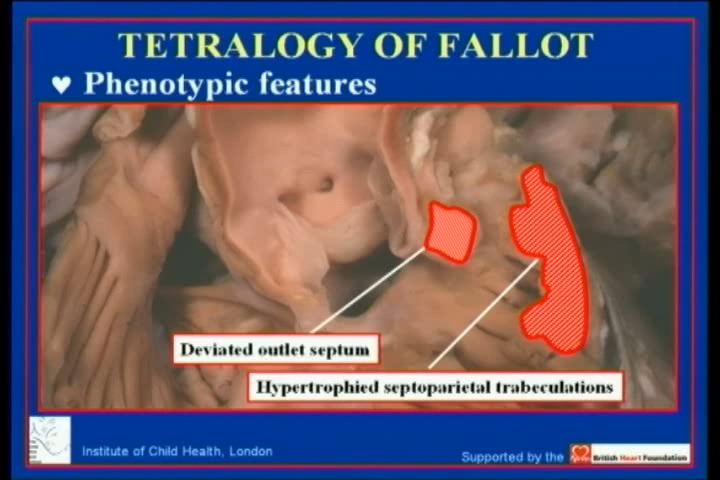 TETRALOGY OF FALLOT
♥ Phenotypic features
Deviated outlet septum
Hypertrophied septoparietal trabeculations
Institute of Child Health, London
Supported by the British Heart Foundation